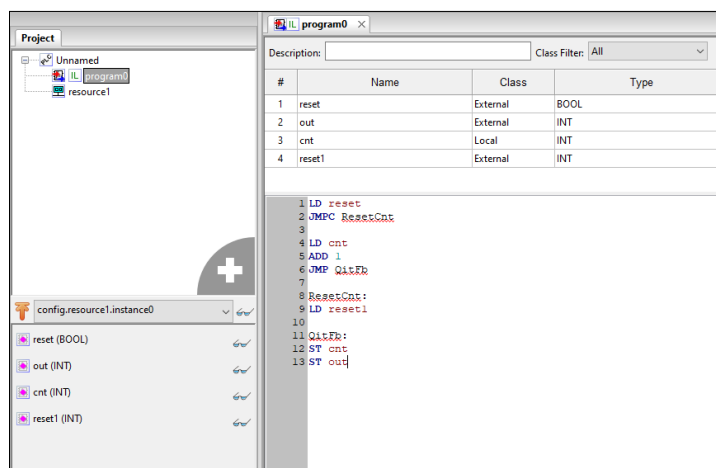 IL program0
Project
Description: Class Filter: All
Unnamed
IL program0
resource1
# Name Class Type
1 reset External BOOL
2 out External INT
3 cnt Local INT
4 reset1 External INT
1 LD reset
2 JMPC ResetCnt
3
4 LD cnt
5 ADD 1
6 JMP QitFb
7
8 ResetCnt:
9 LD reset1
10
11 QitFb:
12 ST cnt
13 ST out
config.resource1.instance0
reset (BOOL)
out (INT)
cnt (INT)
reset1 (INT)